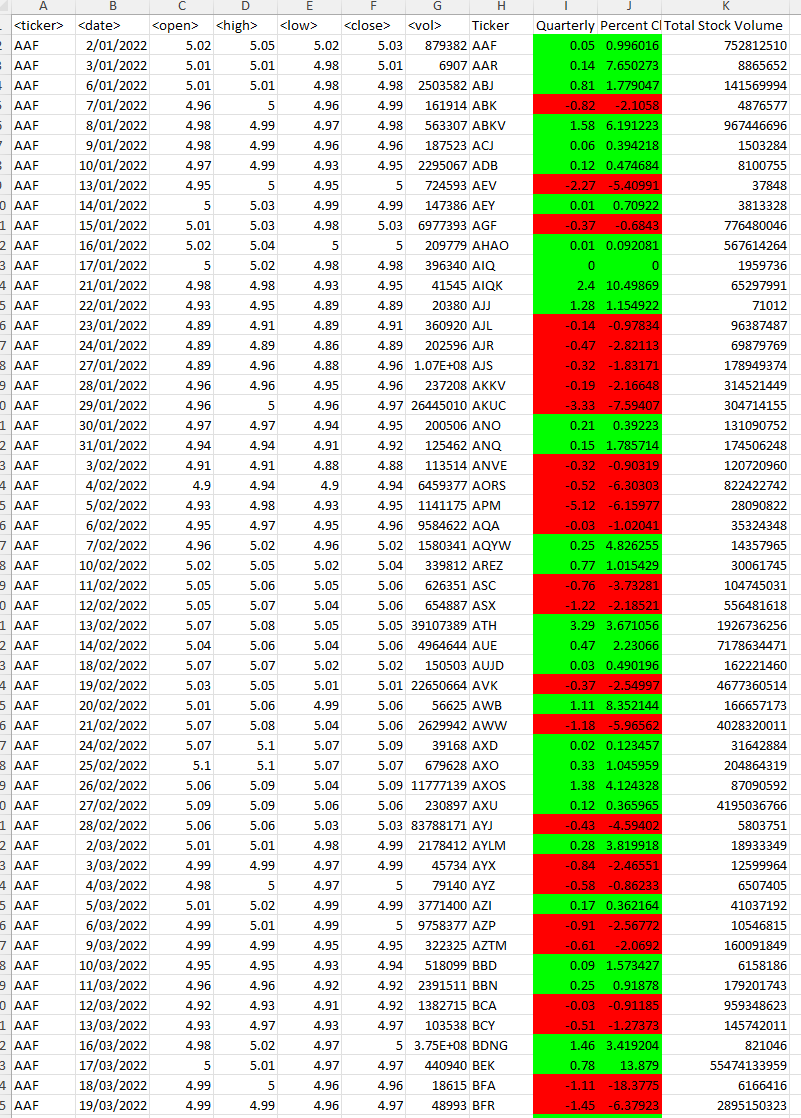 A B C D E F G H I J K
<ticker> <date> <open> <high> <low> <close> <vol> Ticker Quarterly Percent Cl Total Stock Volume
AAF 2/01/2022 5.02 5.05 5.02 5.03 879382 AAF 0.05 0.996016 752812510
AAF 3/01/2022 5.01 5.01 4.98 5.01 6907 AAR 0.14 7.650273 8865652
AAF 6/01/2022 5.01 5.01 4.98 4.98 2503582 ABJ 0.81 1.779047 141569994
AAF 7/01/2022 4.96 5 4.96 4.99 161914 ABK -0.82 -2.1058 4876577
AAF 8/01/2022 4.98 4.99 4.97 4.98 563307 ABKV 1.58 6.191223 967446696
AAF 9/01/2022 4.98 4.99 4.96 4.96 187523 ACJ 0.06 0.394218 1503284
AAF 10/01/2022 4.97 4.99 4.93 4.95 2295067 ADB 0.12 0.474684 8100755
AAF 13/01/2022 4.95 5 4.95 5 724593 AEV -2.27 -5.40991 37848
AAF 14/01/2022 5 5.03 4.99 4.99 147386 AEY 0.01 0.70922 3813328
AAF 15/01/2022 5.01 5.03 4.98 5.03 6977393 AGF -0.37 -0.6843 776480046
AAF 16/01/2022 5.02 5.04 5 5 209779 AHAO 0.01 0.092081 567614264
AAF 17/01/2022 5 5.02 4.98 4.98 396340 AIQ 0 0 1959736
AAF 21/01/2022 4.98 4.98 4.93 4.95 41545 AIQK 2.4 10.49869 65297991
AAF 22/01/2022 4.93 4.95 4.89 4.89 20380 AJJ 1.28 1.154922 71012
AAF 23/01/2022 4.89 4.91 4.89 4.91 360920 AJL -0.14 -0.97834 96387487
AAF 24/01/2022 4.89 4.89 4.86 4.89 202596 AJR -0.47 -2.82113 69879769
AAF 27/01/2022 4.89 4.96 4.88 4.96 1.07E+08 AJS -0.32 -1.83171 178949374
AAF 28/01/2022 4.96 4.96 4.95 4.96 237208 AKKV -0.19 -2.16648 314521449
AAF 29/01/2022 4.96 5 4.96 4.97 26445010 AKUC -3.33 -7.59407 304714155
AAF 30/01/2022 4.97 4.97 4.94 4.95 200506 ANO 0.21 0.39223 131090752
AAF 31/01/2022 4.94 4.94 4.91 4.92 125462 ANQ 0.15 1.785714 174506248
AAF 3/02/2022 4.91 4.91 4.88 4.88 113514 ANVE -0.32 -0.90319 120720960
AAF 4/02/2022 4.9 4.94 4.9 4.94 6459377 AORS -0.52 -6.30303 822422742
AAF 5/02/2022 4.93 4.98 4.93 4.95 1141175 APM -5.12 -6.15977 28090822
AAF 6/02/2022 4.95 4.97 4.95 4.96 9584622 AQA -0.03 -1.02041 35324348
AAF 7/02/2022 4.96 5.02 4.96 5.02 1580341 AQYW 0.25 4.826255 14357965
AAF 10/02/2022 5.02 5.05 5.02 5.04 339812 AREZ 0.77 1.015429 30061745
AAF 11/02/2022 5.05 5.06 5.05 5.06 626351 ASC -0.76 -3.73281 104745031
AAF 12/02/2022 5.05 5.07 5.04 5.06 654887 ASX -1.22 -2.18521 556481618
AAF 13/02/2022 5.07 5.08 5.05 5.05 39107389 ATH 3.29 3.671056 1926736256
AAF 14/02/2022 5.04 5.06 5.04 5.06 4964644 AUE 0.47 2.23066 7178634471
AAF 18/02/2022 5.07 5.07 5.02 5.02 150503 AUJD 0.03 0.490196 162221460
AAF 19/02/2022 5.03 5.05 5.01 5.01 22650664 AVK -0.37 -2.54997 4677360514
AAF 20/02/2022 5.01 5.06 4.99 5.06 56625 AWB 1.11 8.352144 166657173
AAF 21/02/2022 5.07 5.08 5.04 5.06 2629942 AWW -1.18 -5.96562 4028320011
AAF 24/02/2022 5.07 5.1 5.07 5.09 39168 AXD 0.02 0.123457 31642884
AAF 25/02/2022 5.1 5.1 5.07 5.07 679628 AXO 0.33 1.045959 204864319
AAF 26/02/2022 5.06 5.09 5.04 5.09 11777139 AXOS 1.38 4.124328 87090592
AAF 27/02/2022 5.09 5.09 5.06 5.06 230897 AXU 0.12 0.365965 4195036766
AAF 28/02/2022 5.06 5.06 5.03 5.03 83788171 AYJ -0.43 -4.59402 5803751
AAF 2/03/2022 5.01 5.01 4.98 4.99 2178412 AYLM 0.28 3.819918 18933349
AAF 3/03/2022 4.99 4.99 4.97 4.99 45734 AYX -0.84 -2.46551 12599964
AAF 4/03/2022 4.98 5 4.97 5 79140 AYZ -0.58 -0.86233 6507405
AAF 5/03/2022 5.01 5.02 4.99 4.99 3771400 AZI 0.17 0.362164 41037192
AAF 6/03/2022 4.99 5.01 4.99 5 9758377 AZP -0.91 -2.56772 10546815
AAF 9/03/2022 4.99 4.99 4.95 4.95 322325 AZTM -0.61 -2.0692 160091849
AAF 10/03/2022 4.95 4.95 4.93 4.94 518099 BBD 0.09 1.573427 6158186
AAF 11/03/2022 4.96 4.96 4.92 4.92 2391511 BBN 0.25 0.91878 179201743
AAF 12/03/2022 4.92 4.93 4.91 4.92 1382715 BCA -0.03 -0.91185 959348623
AAF 13/03/2022 4.93 4.97 4.93 4.97 103538 BCY -0.51 -1.27373 145742011
AAF 16/03/2022 4.98 5.02 4.97 5 3.75E+08 BDNG 1.46 3.419204 821046
AAF 17/03/2022 5 5.01 4.97 4.97 440940 BEK 0.78 13.879 55474133959
AAF 18/03/2022 4.99 5 4.96 4.96 18615 BFA -1.11 -18.3775 6166416
AAF 19/03/2022 4.99 4.99 4.96 4.97 48993 BFR -1.45 -6.37923 2895150323